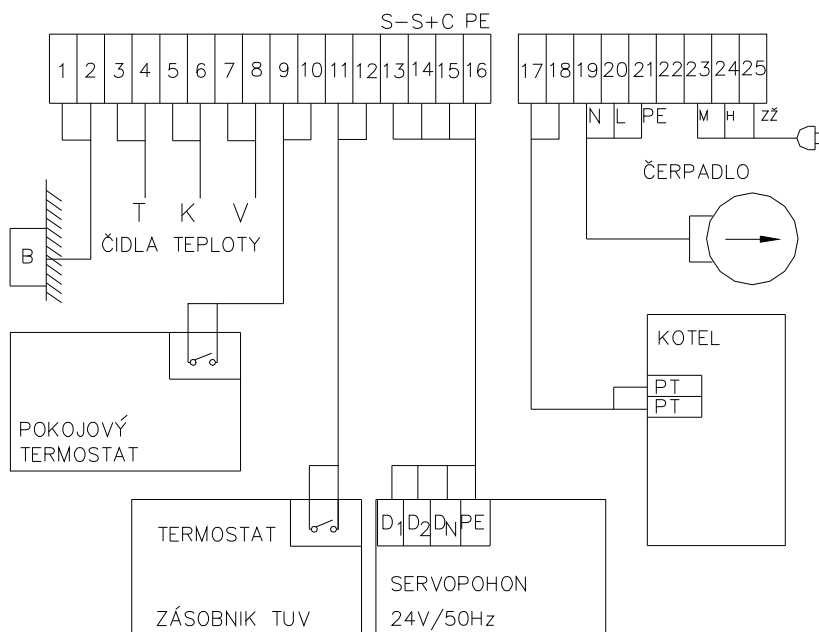 S-S+C PE
1 2 3 4 5 6 7 8 9 10 11 12 13 14 15 16
17 18 19 20 21 22 23 24 25
N L PE M H ZŽ
ČERPADLO
T K V
ČIDLA TEPLOTY
B
KOTEL
PT
PT
POKOJOVÝ
TERMOSTAT
TERMOSTAT
D1 D2 DN PE
SERVOPOHON
ZÁSOBNIK TUV
24V/50Hz